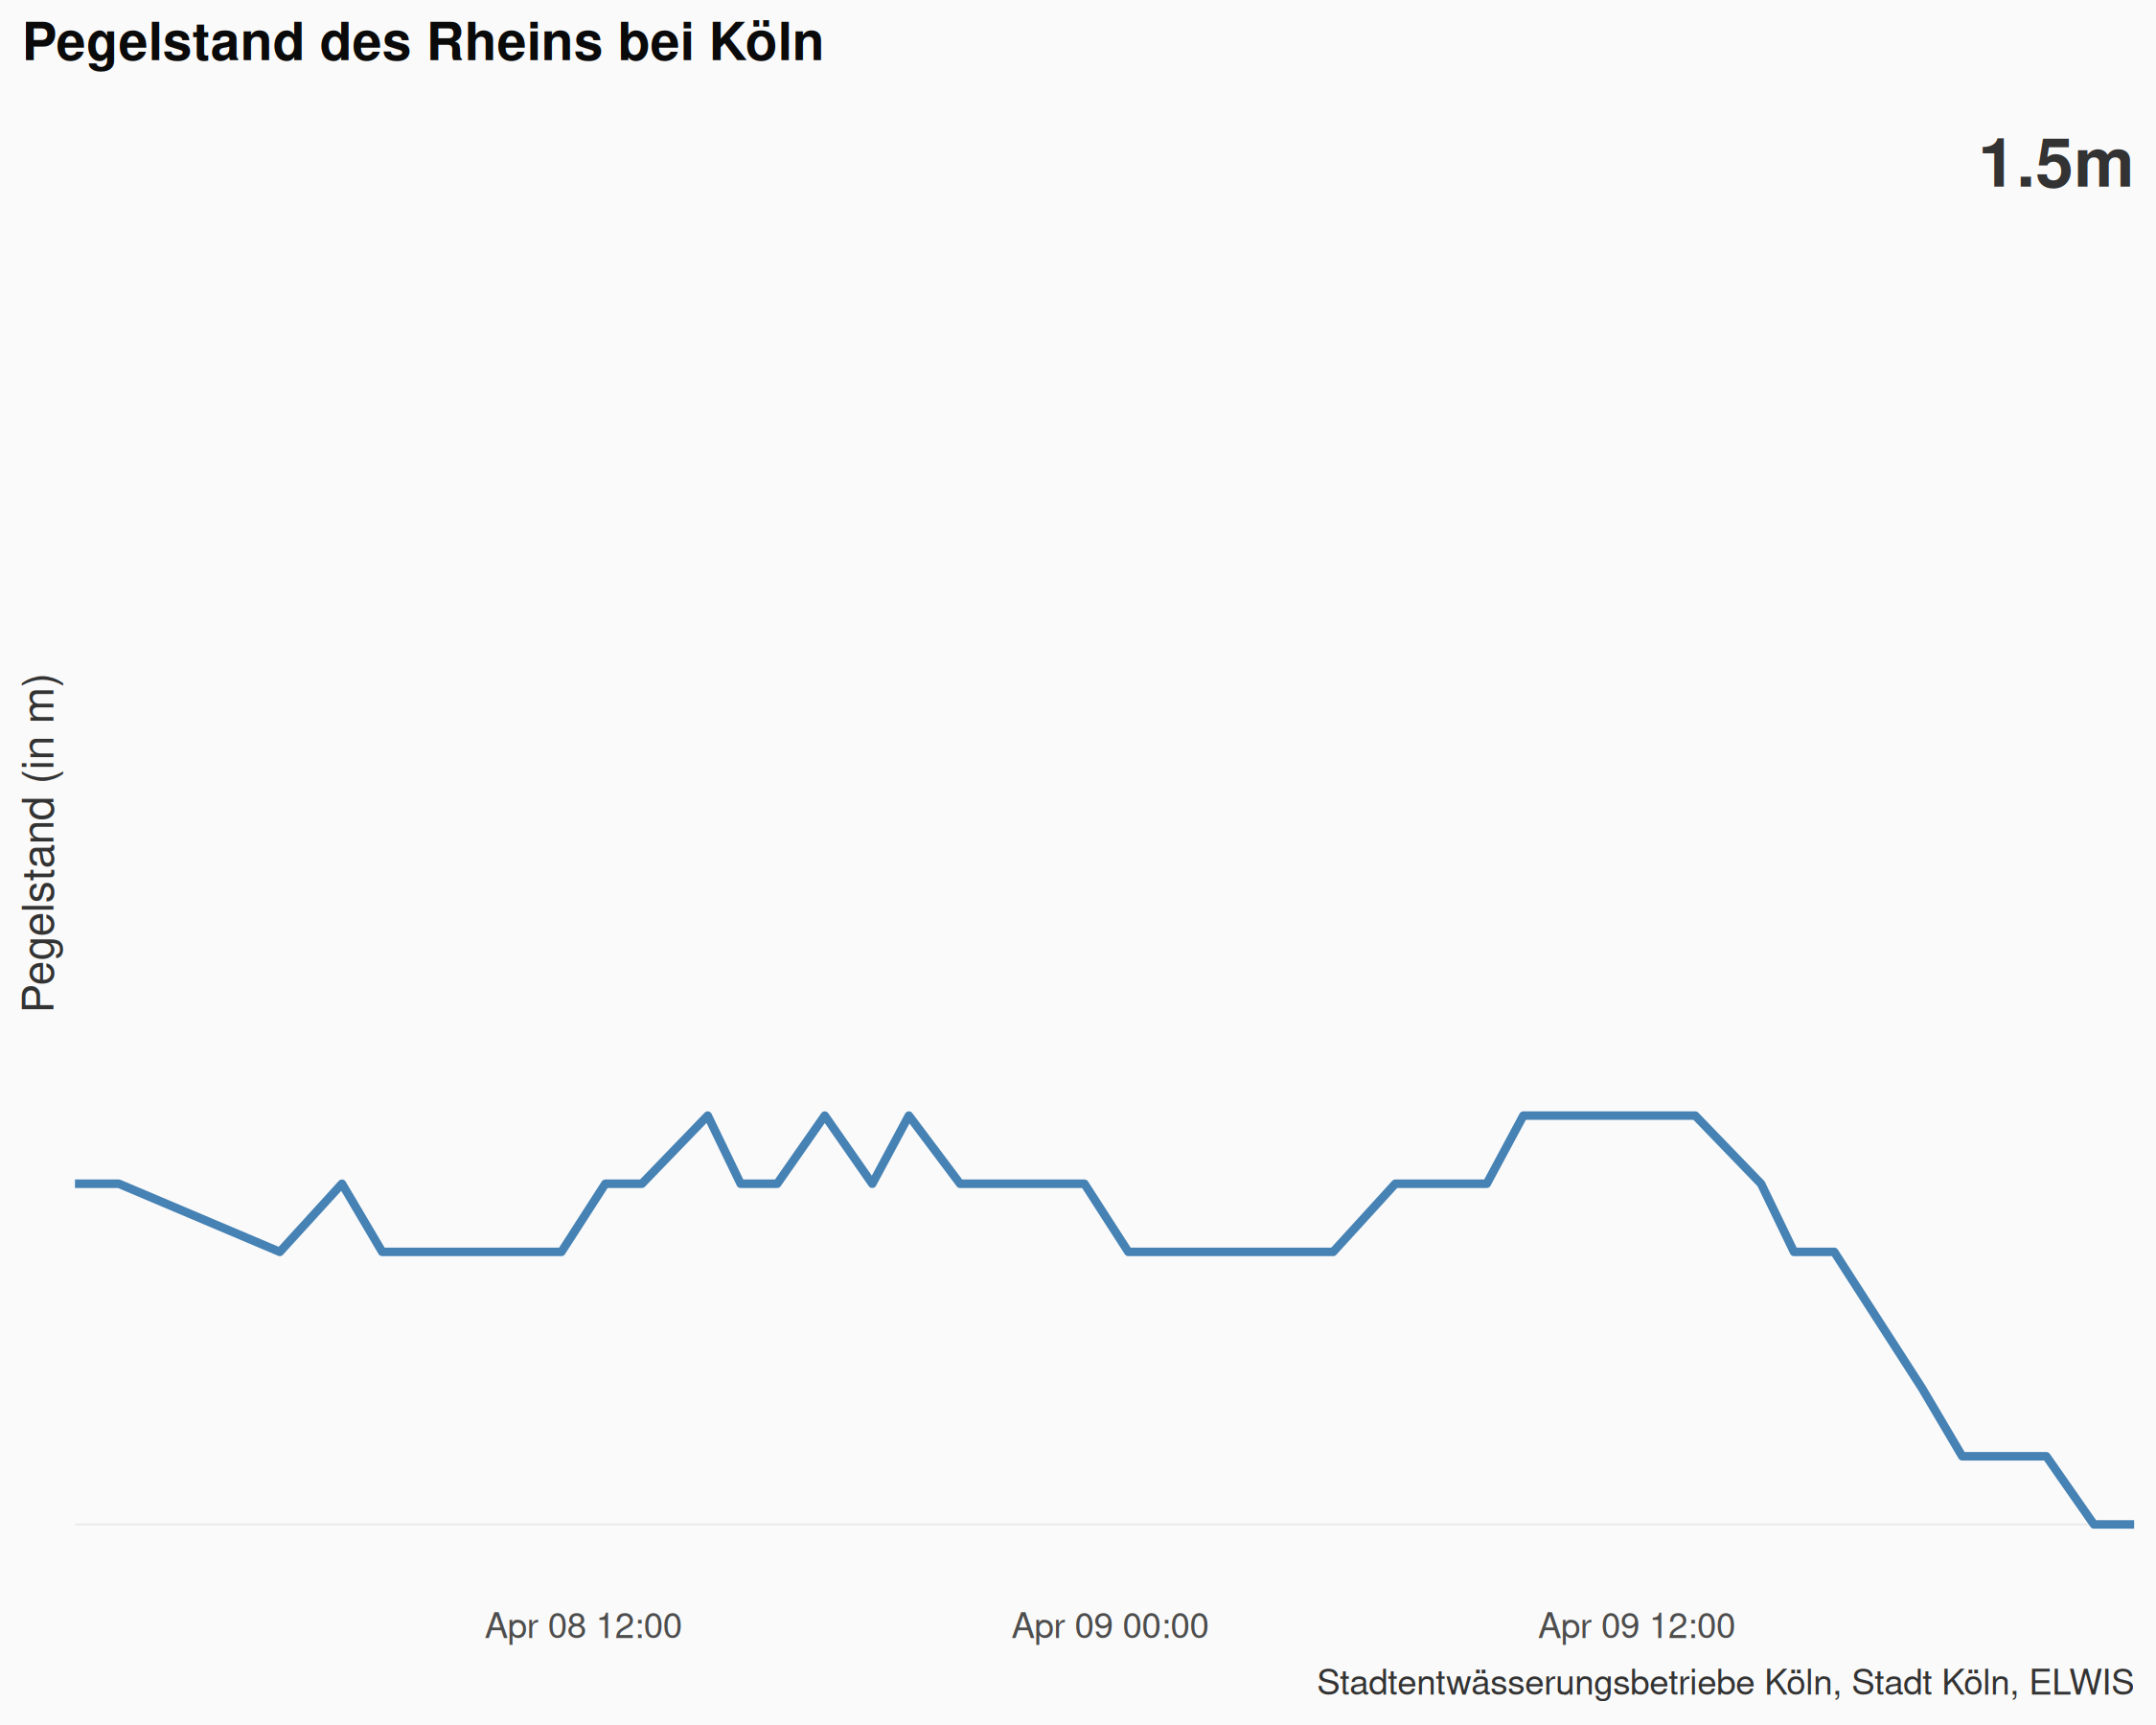 Pegelstand des Rheins bei Köln
1.5m
Pegelstand (in m)
Apr 08 12:00
Apr 09 00:00
Apr 09 12:00
Stadtentwässerungsbetriebe Köln, Stadt Köln, ELWIS